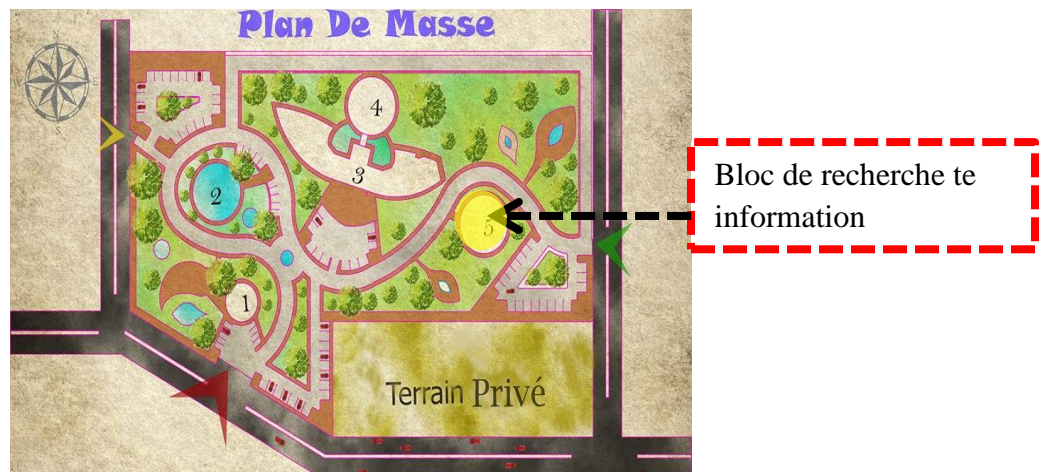 Plan De Masse
S
W
E
S
4
3
2
5
1
Bloc de recherche te
information
Terrain Privé